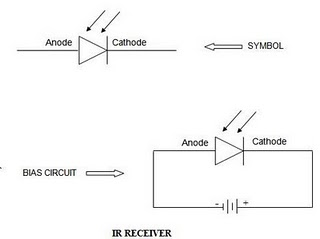 Anode Cathode
SYMBOL
Anode Cathode
BIAS CIRCUIT
- +
IR RECEIVER